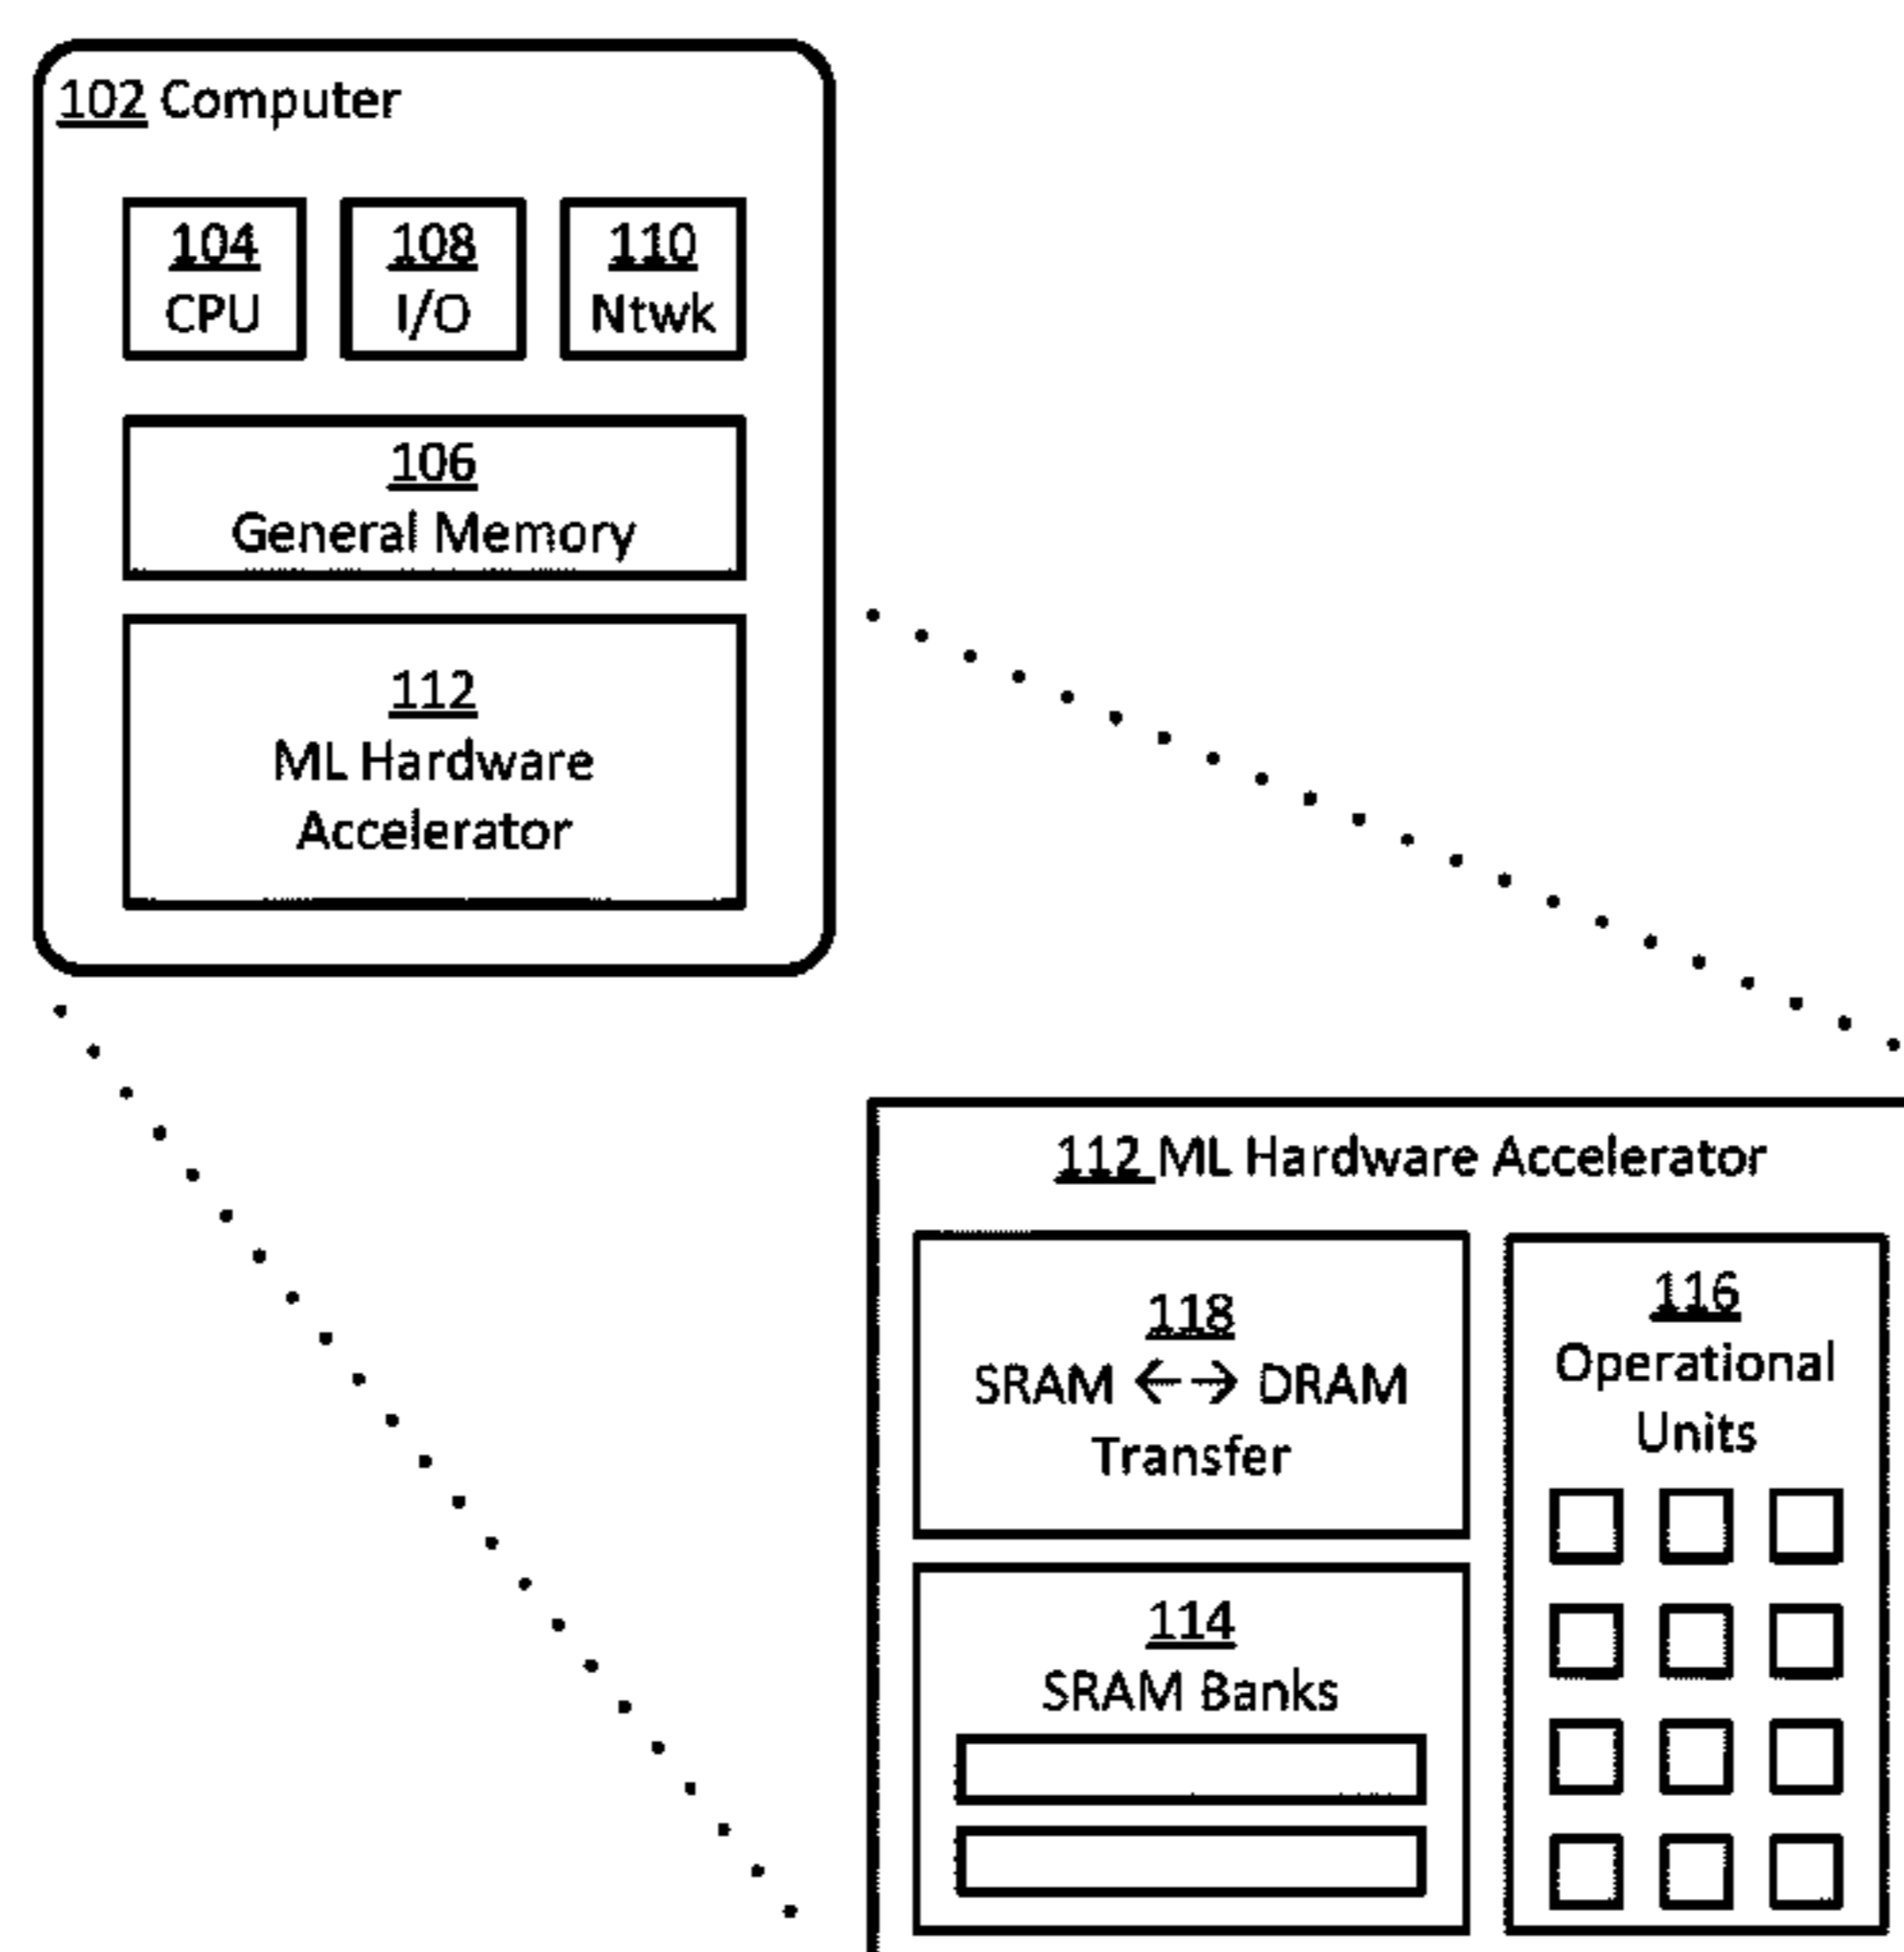 102 Computer
104
CPU
108
I/O
110
Ntwk
106
General Memory
112
ML Hardware
Accelerator
112 ML Hardware Accelerator
118
SRAM ←→ DRAM
Transfer
116
Operational
Units
114
SRAM Banks